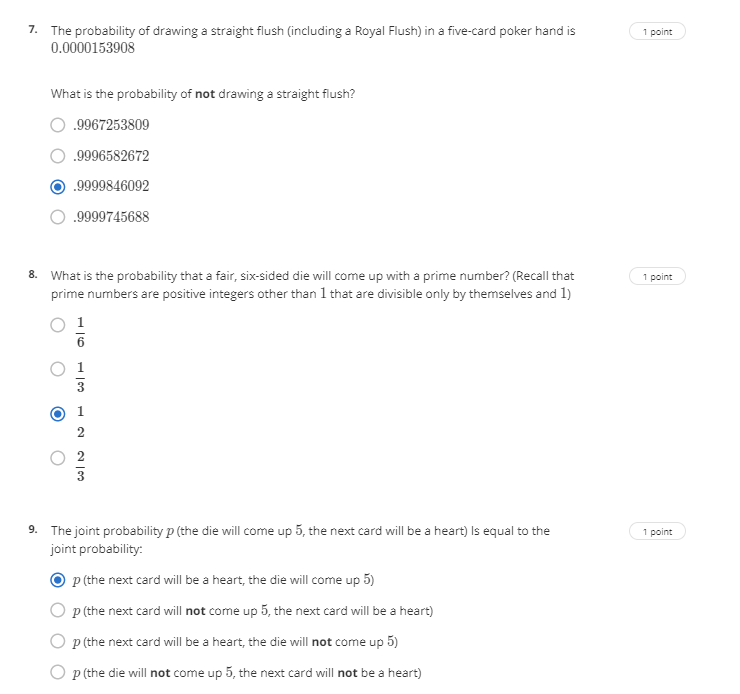 7. The probability of drawing a straight flush (including a Royal Flush) in a five-card poker hand is 1 point
0.0000153908
What is the probability of not drawing a straight flush?
.9967253809
.9996582672
.9999846092
.9999745688
8. What is the probability that a fair, six-sided die will come up with a prime number? (Recall that 1 point
prime numbers are positive integers other than 1 that are divisible only by themselves and 1)
1
6
1
3
1
2
2
3
9. The joint probability p (the die will come up 5, the next card will be a heart) Is equal to the 1 point
joint probability:
p (the next card will be a heart, the die will come up 5)
p (the next card will not come up 5, the next card will be a heart)
p (the next card will be a heart, the die will not come up 5)
p (the die will not come up 5, the next card will not be a heart)